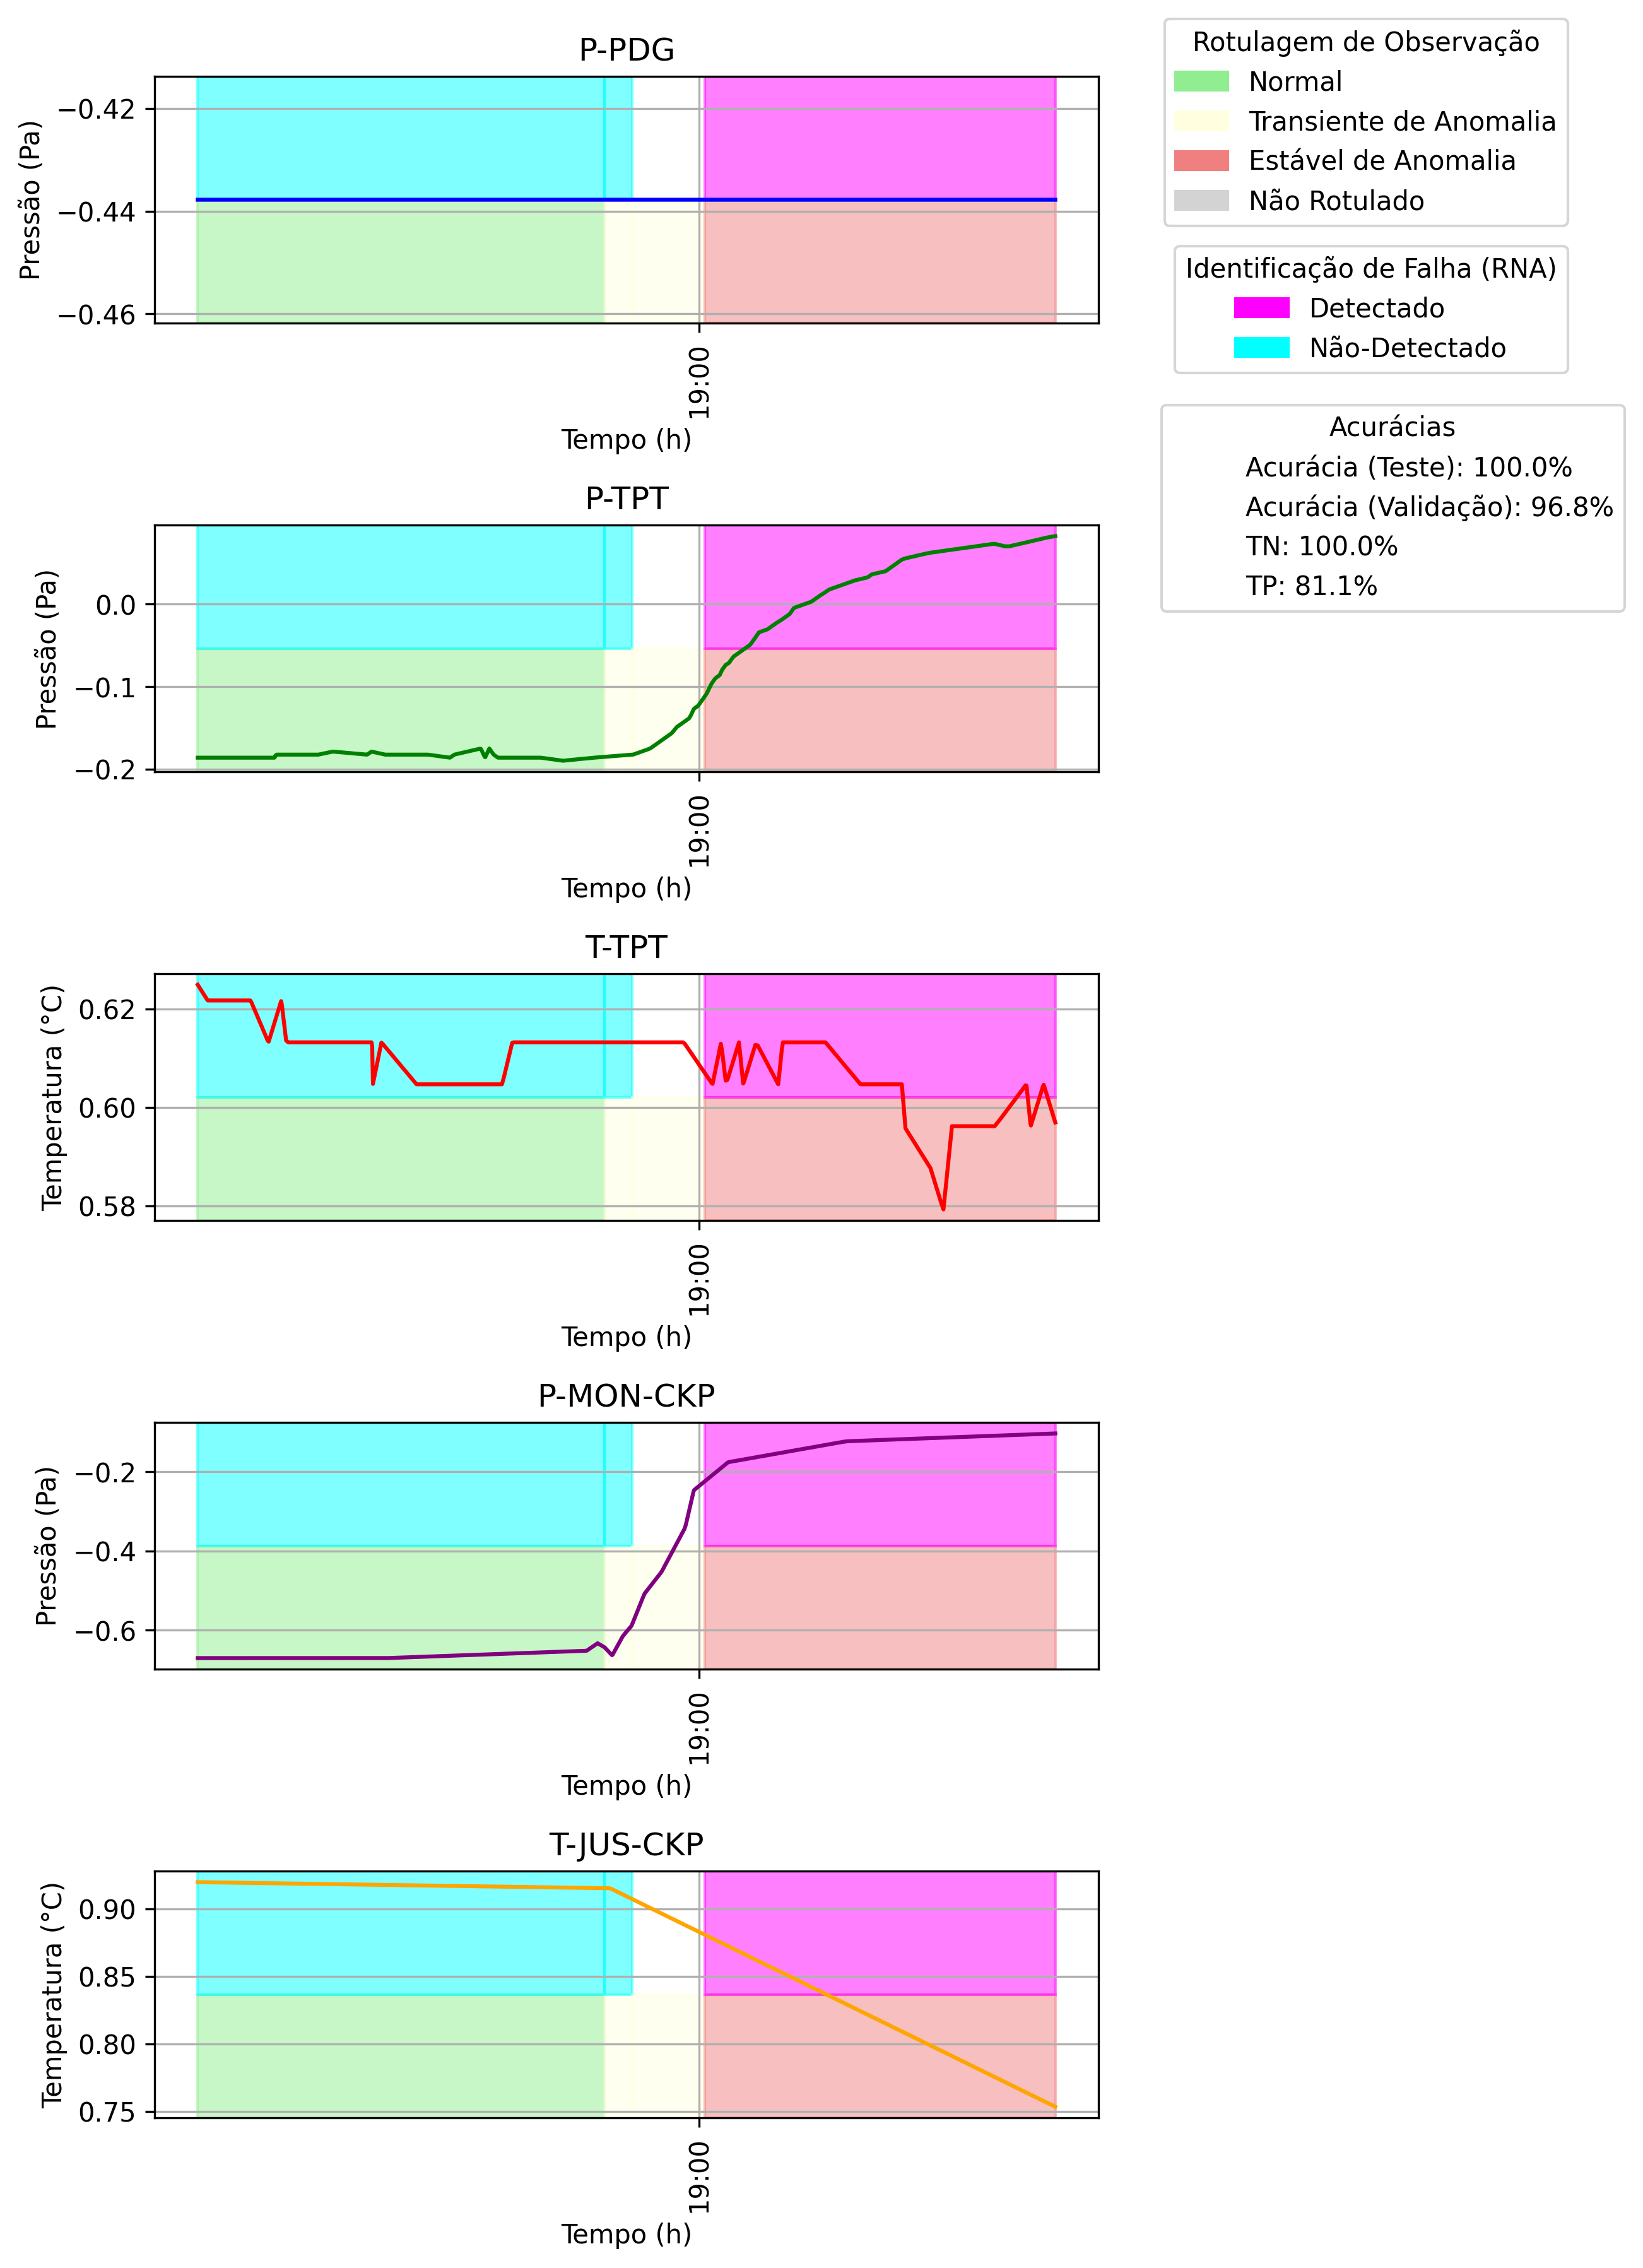 P-PDG
−0.42
−0.44
−0.46
Pressão (Pa)
19:00
Tempo (h)
P-TPT
0.0
−0.1
−0.2
Pressão (Pa)
19:00
Tempo (h)
T-TPT
0.62
0.60
0.58
Temperatura (°C)
19:00
Tempo (h)
P-MON-CKP
−0.2
−0.4
−0.6
Pressão (Pa)
19:00
Tempo (h)
T-JUS-CKP
0.90
0.85
0.80
0.75
Temperatura (°C)
19:00
Tempo (h)
Rotulagem de Observação
Normal
Transiente de Anomalia
Estável de Anomalia
Não Rotulado
Identificação de Falha (RNA)
Detectado
Não-Detectado
Acurácias
Acurácia (Teste): 100.0%
Acurácia (Validação): 96.8%
TN: 100.0%
TP: 81.1%